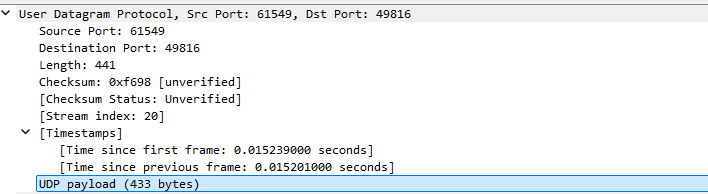 User Datagram Protocol, Src Port: 61549, Dst Port: 49816
Source Port: 61549
Destination Port: 49816
Length: 441
Checksum: 0xf698 [unverified]
[Checksum Status: Unverified]
[Stream index: 20]
[Timestamps]
[Time since first frame: 0.015239000 seconds]
[Time since previous frame: 0.015201000 seconds]
UDP payload (433 bytes)